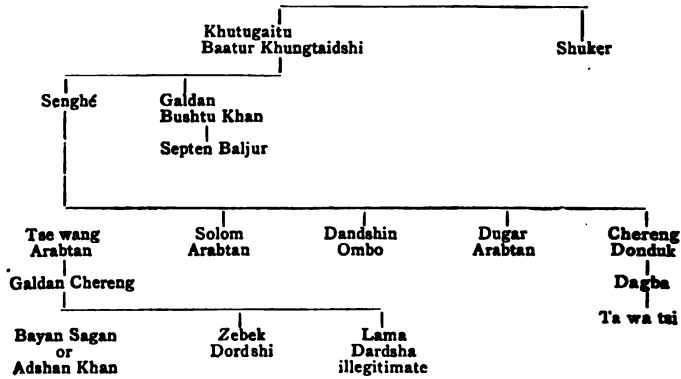 Khutugaitu
Baatur Khungtaidshi
Shuker
Senghé
Galdan
Bushtu Khan
Septen Baljur
Tse wang
Arabtan
Solom
Arabtan
Dandshin
Ombo
Dugar
Arabtan
Chereng
Donduk
Galdan Chereng
Dagba
Ta wa tsi
Bayan Sagan
or
Adshan Khan
Zebek
Dordshi
Lama
Dardsha
illegitimate